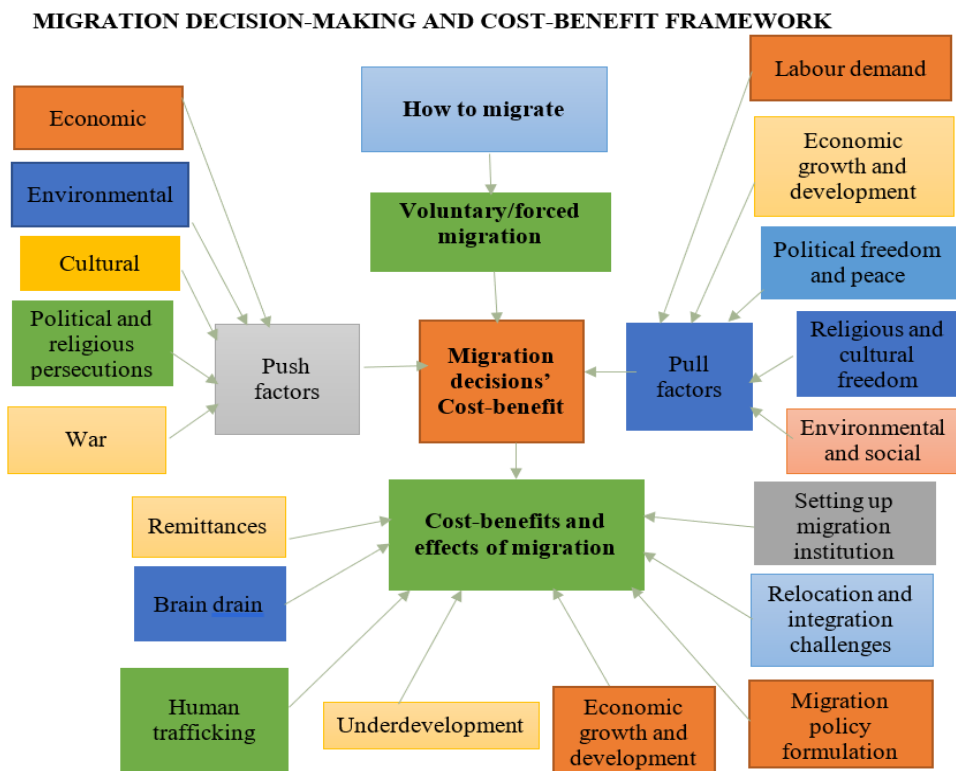 MIGRATION DECISION-MAKING AND COST-BENEFIT FRAMEWORK
Economic
Environmental
Cultural
Political and
religious
persecutions
War
Push
factors
How to migrate
Voluntary/forced
migration
Migration
decisions’
Cost-benefit
Labour demand
Economic
growth and
development
Political freedom
and peace
Religious and
cultural
freedom
Environmental
and social
Pull
factors
Cost-benefits and
effects of migration
Remittances
Brain drain
Human
trafficking
Underdevelopment
Economic
growth and
development
Setting up
migration
institution
Relocation and
integration
challenges
Migration
policy
formulation